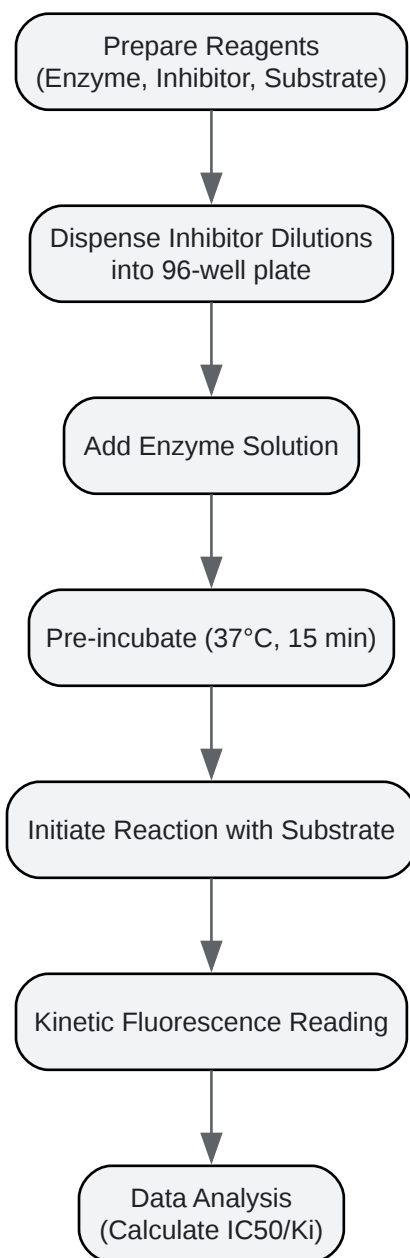 Prepare Reagents
(Enzyme, Inhibitor, Substrate)
Dispense Inhibitor Dilutions
into 96-well plate
Add Enzyme Solution
Pre-incubate (37°C, 15 min)
Initiate Reaction with Substrate
Kinetic Fluorescence Reading
Data Analysis
(Calculate IC50/Ki)